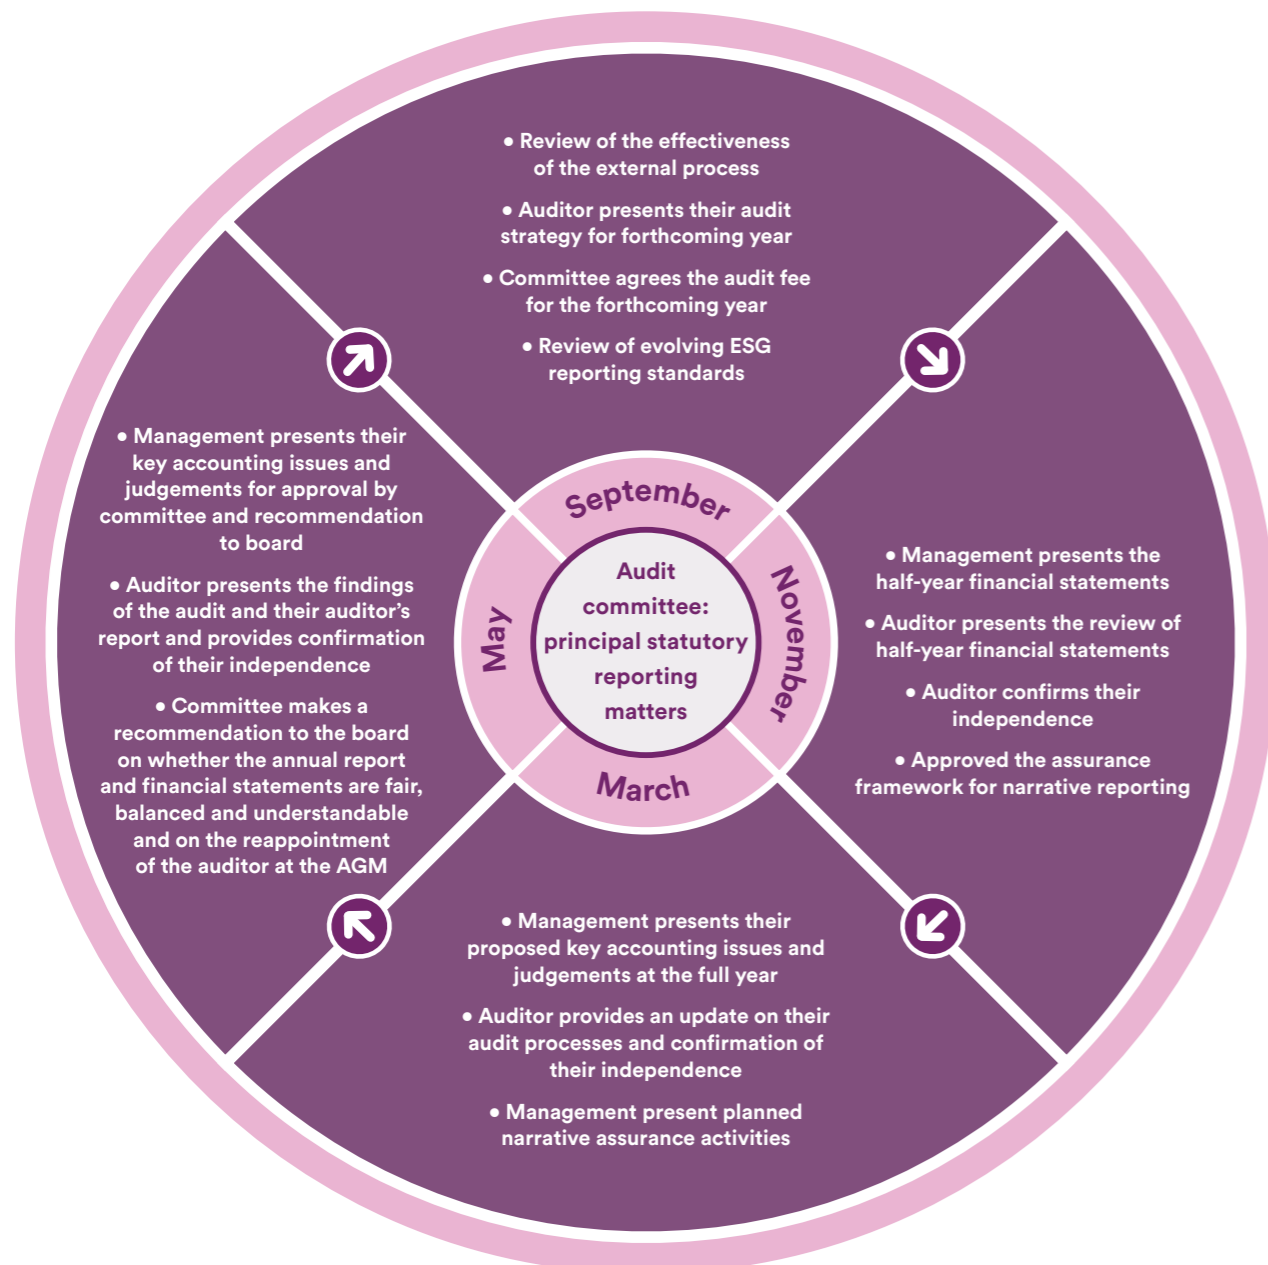 • Review of the effectiveness
of the external process
• Auditor presents their audit
strategy for forthcoming year
• Committee agrees the audit fee
for the forthcoming year
• Review of evolving ESG
reporting standards
• Management presents their
key accounting issues and
judgements for approval by
committee and recommendation
to board
• Auditor presents the findings
of the audit and their auditor’s
report and provides confirmation
of their independence
• Committee makes a
recommendation to the board
on whether the annual report
and financial statements are fair,
balanced and understandable
and on the reappointment
of the auditor at the AGM
September
May
Audit
committee:
principal statutory
reporting
matters
November
March
• Management presents the
half-year financial statements
• Auditor presents the review of
half-year financial statements
• Auditor confirms their
independence
• Approved the assurance
framework for narrative reporting
• Management presents their
proposed key accounting issues and
judgements at the full year
• Auditor provides an update on their
audit processes and confirmation of
their independence
• Management present planned
narrative assurance activities